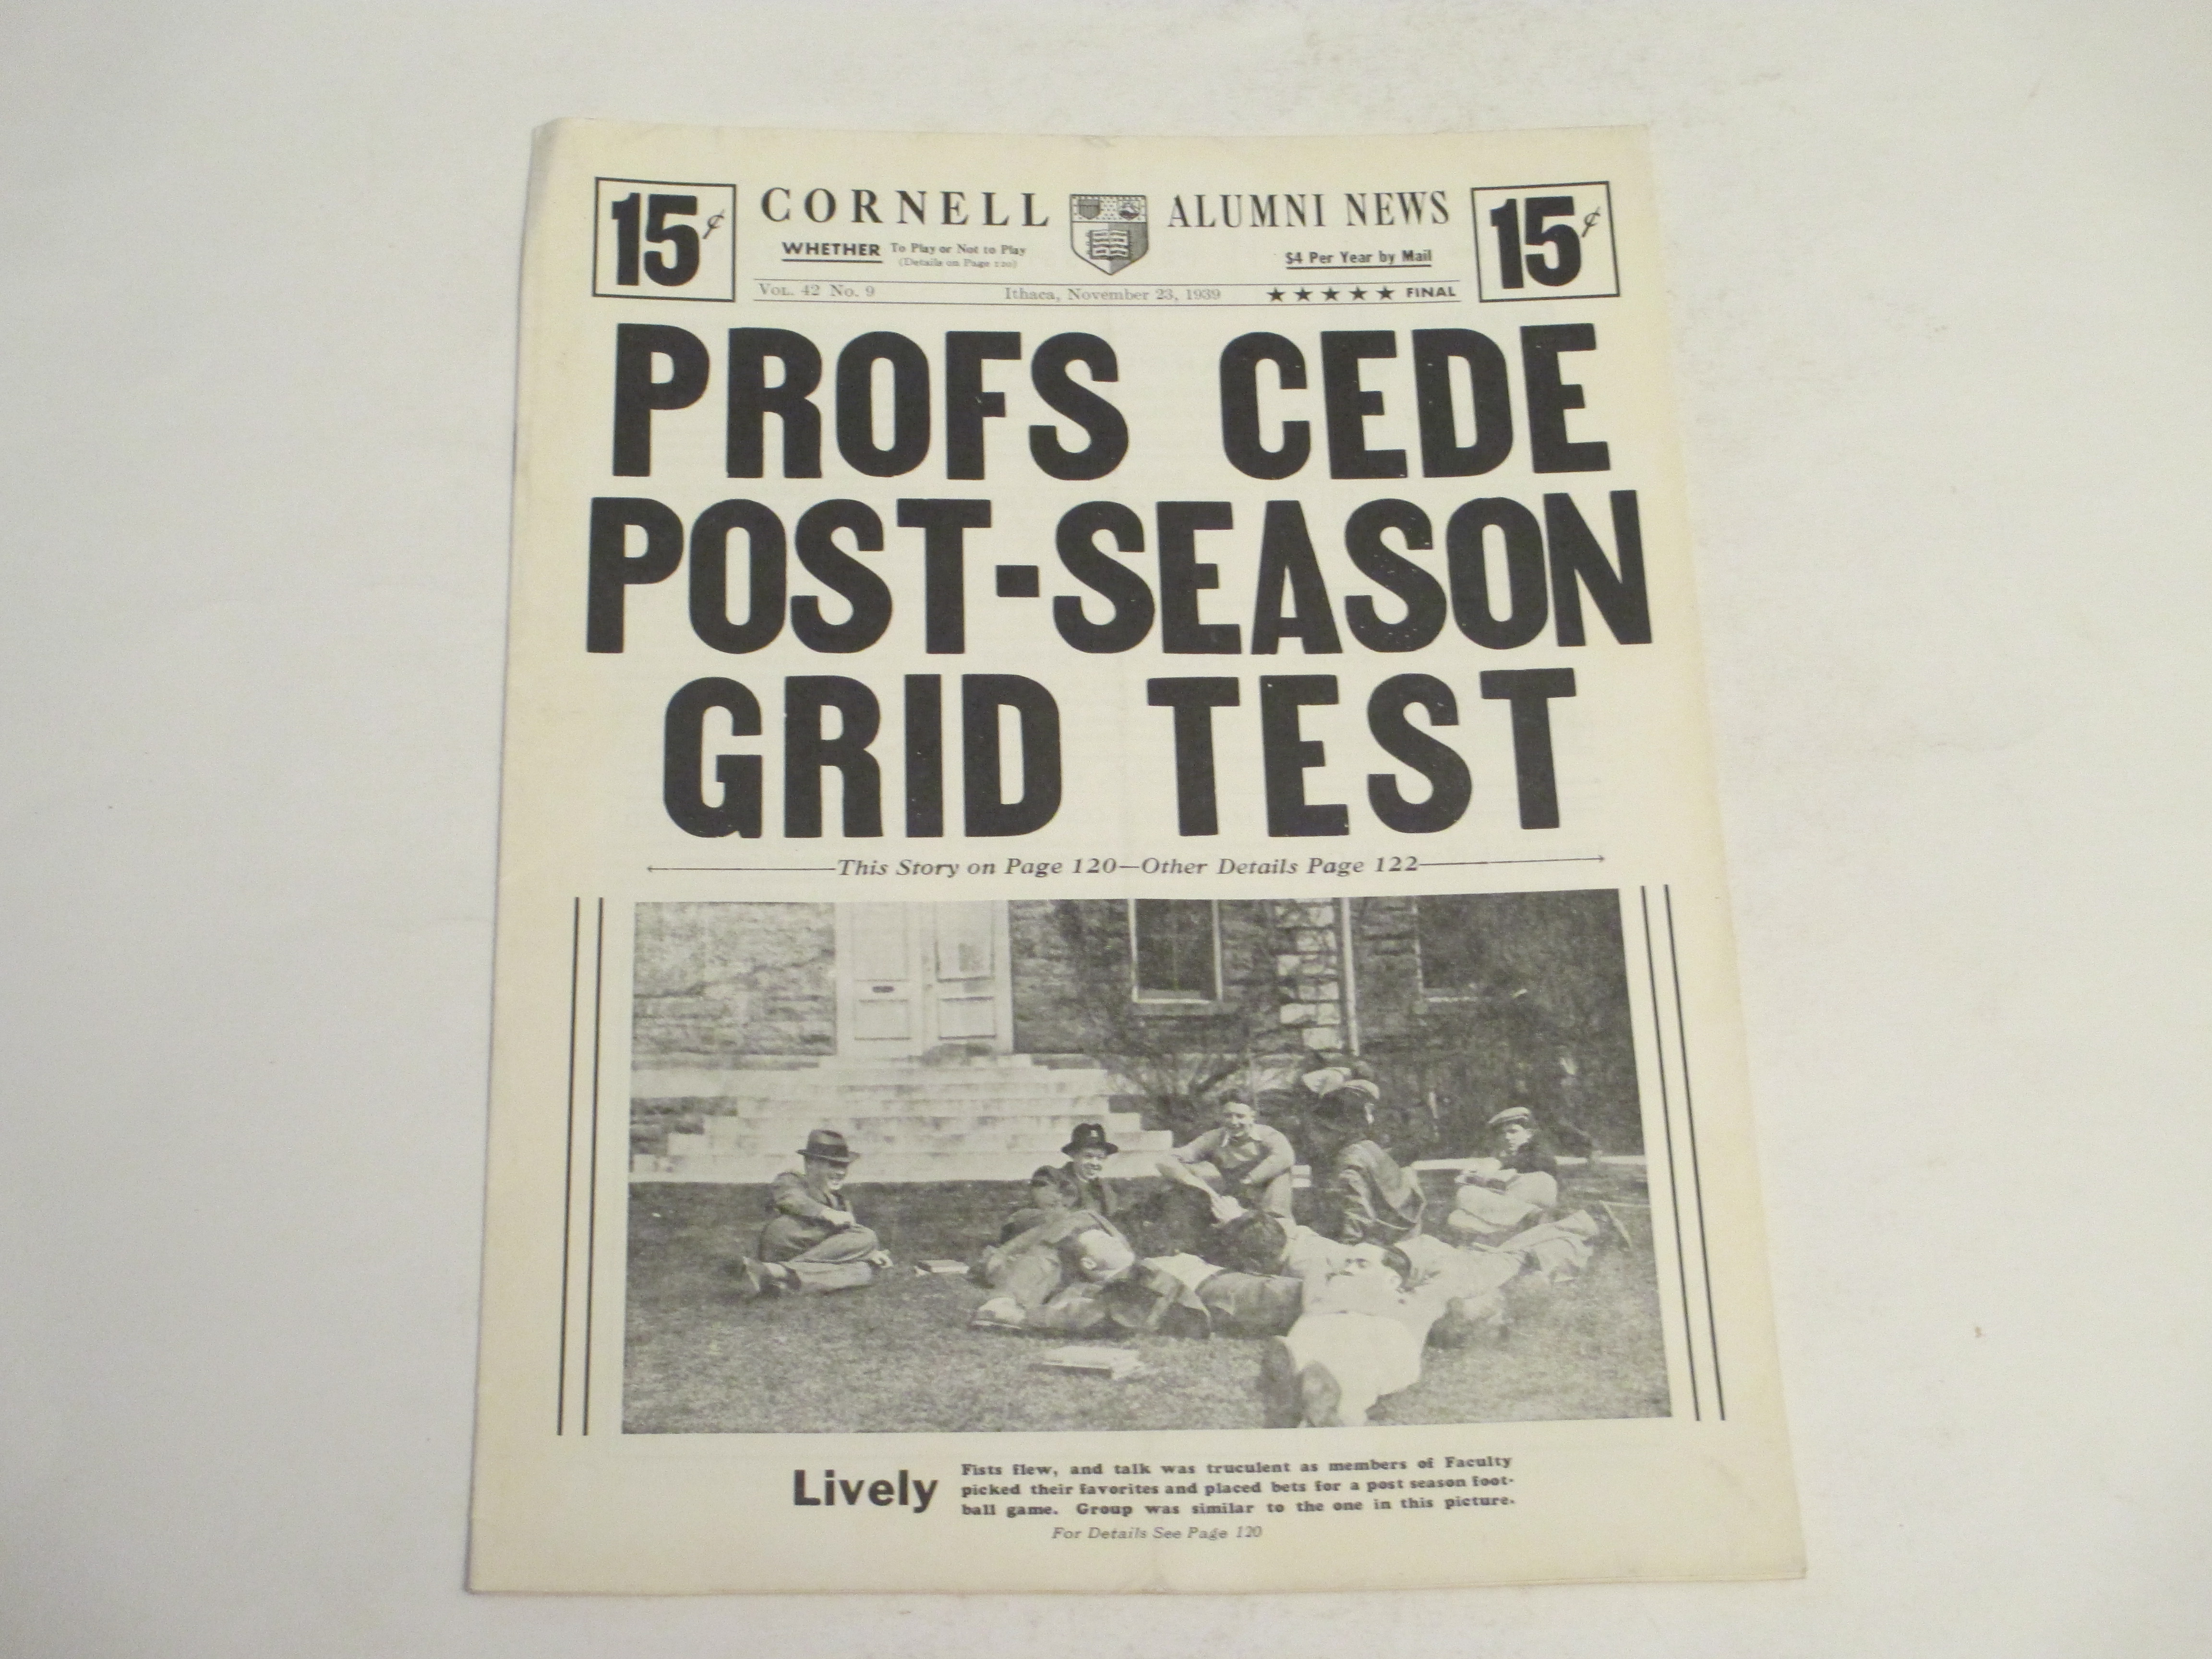 15¢
CORNELL ALUMNI NEWS
15¢
WHETHER To Play or Not to Play
(Details on Page 120)
$4 Per Year by Mail
VOL. 42 No. 9 Ithaca, November 23, 1939 ★ ★ ★ ★ ★ FINAL
PROFS CEDE
POST-SEASON
GRID TEST
This Story on Page 120—Other Details Page 122
Lively
Fists flew, and talk was truculent as members of Faculty
picked their favorites and placed bets for a post season foot-
ball game. Group was similar to the one in this picture.
For Details See Page 120